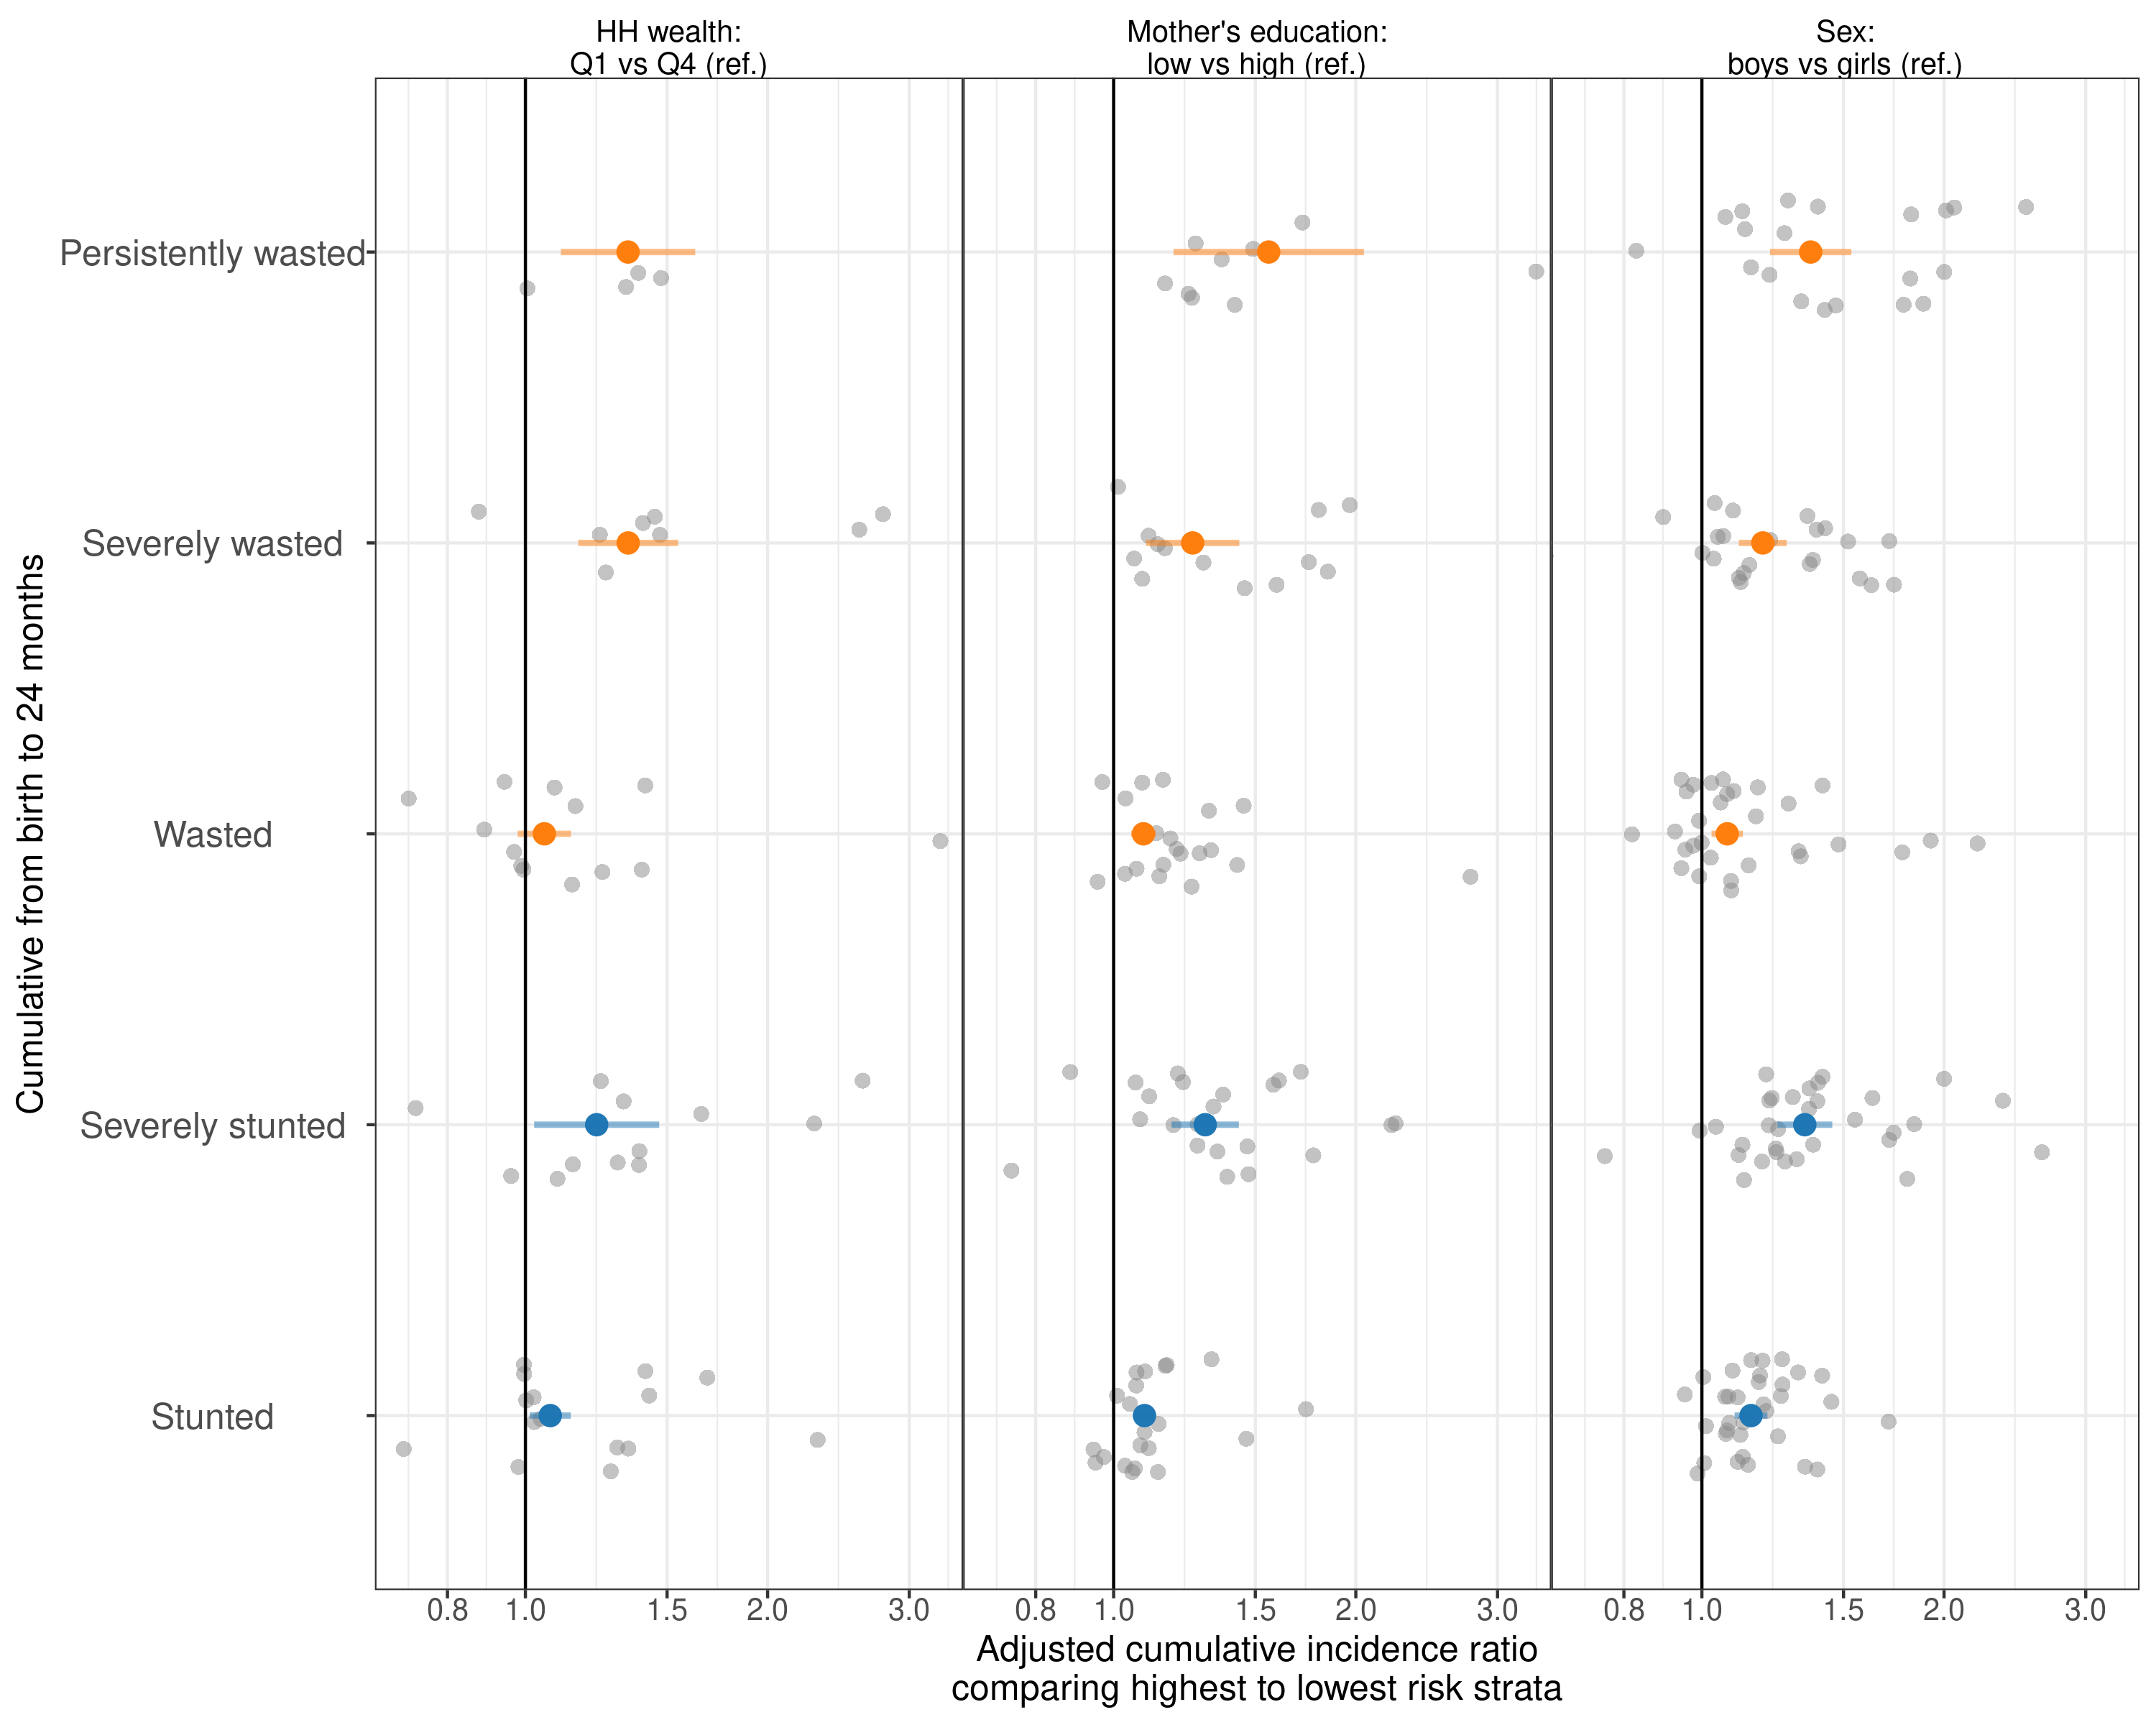 HH wealth:
Q1 vs Q4 (ref.)
Mother's education:
low vs high (ref.)
Sex:
boys vs girls (ref.)
Cumulative from birth to 24 months
Persistently wasted
Severely wasted
Wasted
Severely stunted
Stunted
0.8 1.0 1.5 2.0 3.0 0.8 1.0 1.5 2.0 3.0 0.8 1.0 1.5 2.0 3.0
Adjusted cumulative incidence ratio
comparing highest to lowest risk strata